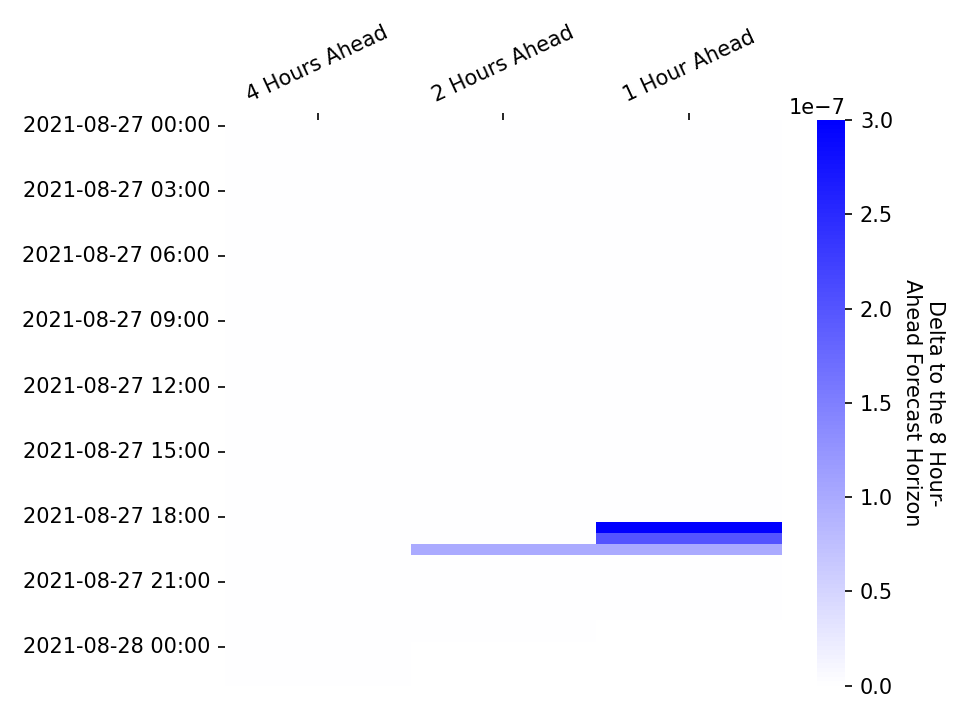 4 Hours Ahead
2 Hours Ahead
1 Hour Ahead
1e−7
2021-08-27 00:00
2021-08-27 03:00
2021-08-27 06:00
2021-08-27 09:00
2021-08-27 12:00
2021-08-27 15:00
2021-08-27 18:00
2021-08-27 21:00
2021-08-28 00:00
3.0
2.5
2.0
1.5
1.0
0.5
0.0
Delta to the 8 Hour-
Ahead Forecast Horizon